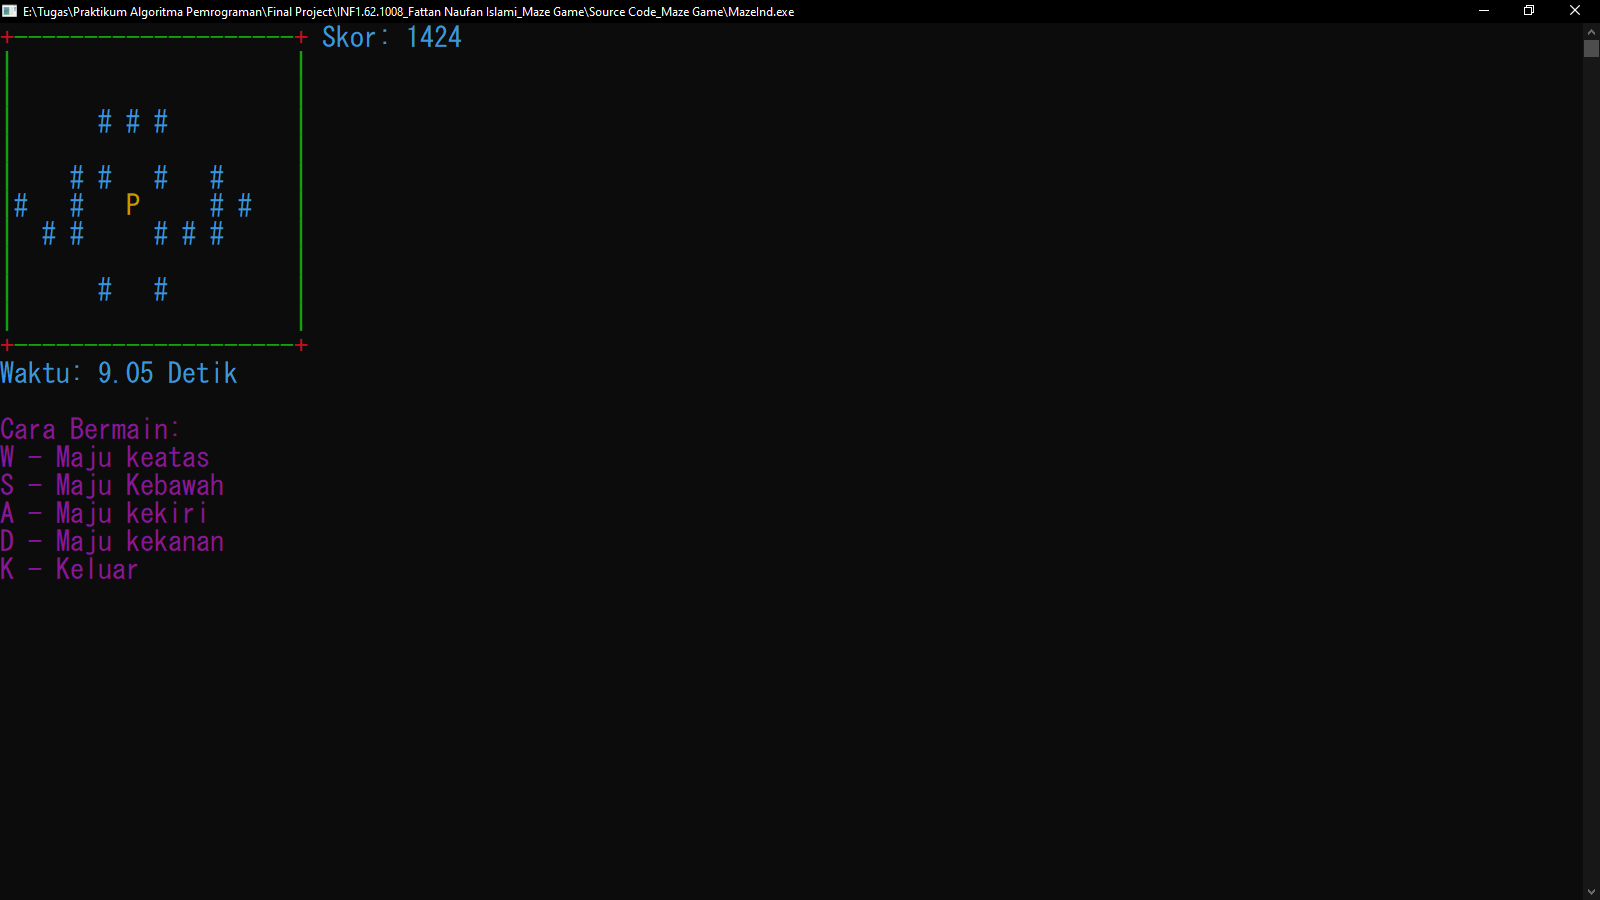 E:\Tugas\Praktikum Algoritma Pemrograman\Final Project\INF1.62.1008_Fattan Naufan Islami_Maze Game\Source Code_Maze Game\MazeInd.exe
+--------------------+ Skor: 1424
|                    |
|                    |
|      # # #         |
|                    |
|    # #   #   #     |
|#   #   P     # #   |
|  # #     # # #     |
|                    |
|      #   #         |
|                    |
+--------------------+
Waktu: 9.05 Detik
Cara Bermain:
W - Maju keatas
S - Maju Kebawah
A - Maju kekiri
D - Maju kekanan
K - Keluar